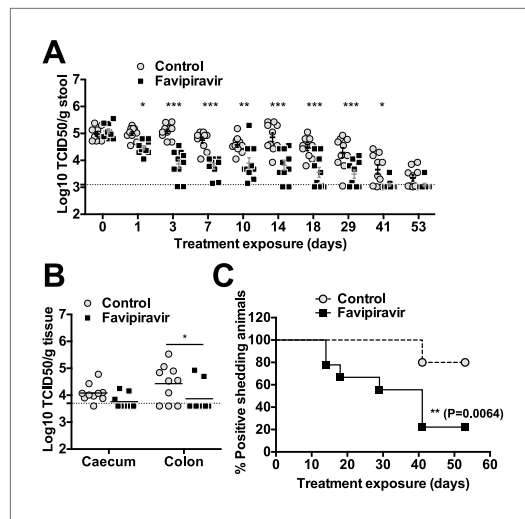 A
Control
Favipiravir
* *** *** ** *** *** *** *
Log10 TCID50/g stool
6
5
4
3
2
0 1 3 7 10 14 18 29 41 53
Treatment exposure (days)
B
Control
Favipiravir
*
Log10 TCID50/g tissue
7
6
5
4
3
2
Caecum Colon
C
Control
Favipiravir
% Positive shedding animals
120
100
80
60
40
20
0
** (P=0.0064)
0 10 20 30 40 50 60
Treatment exposure (days)